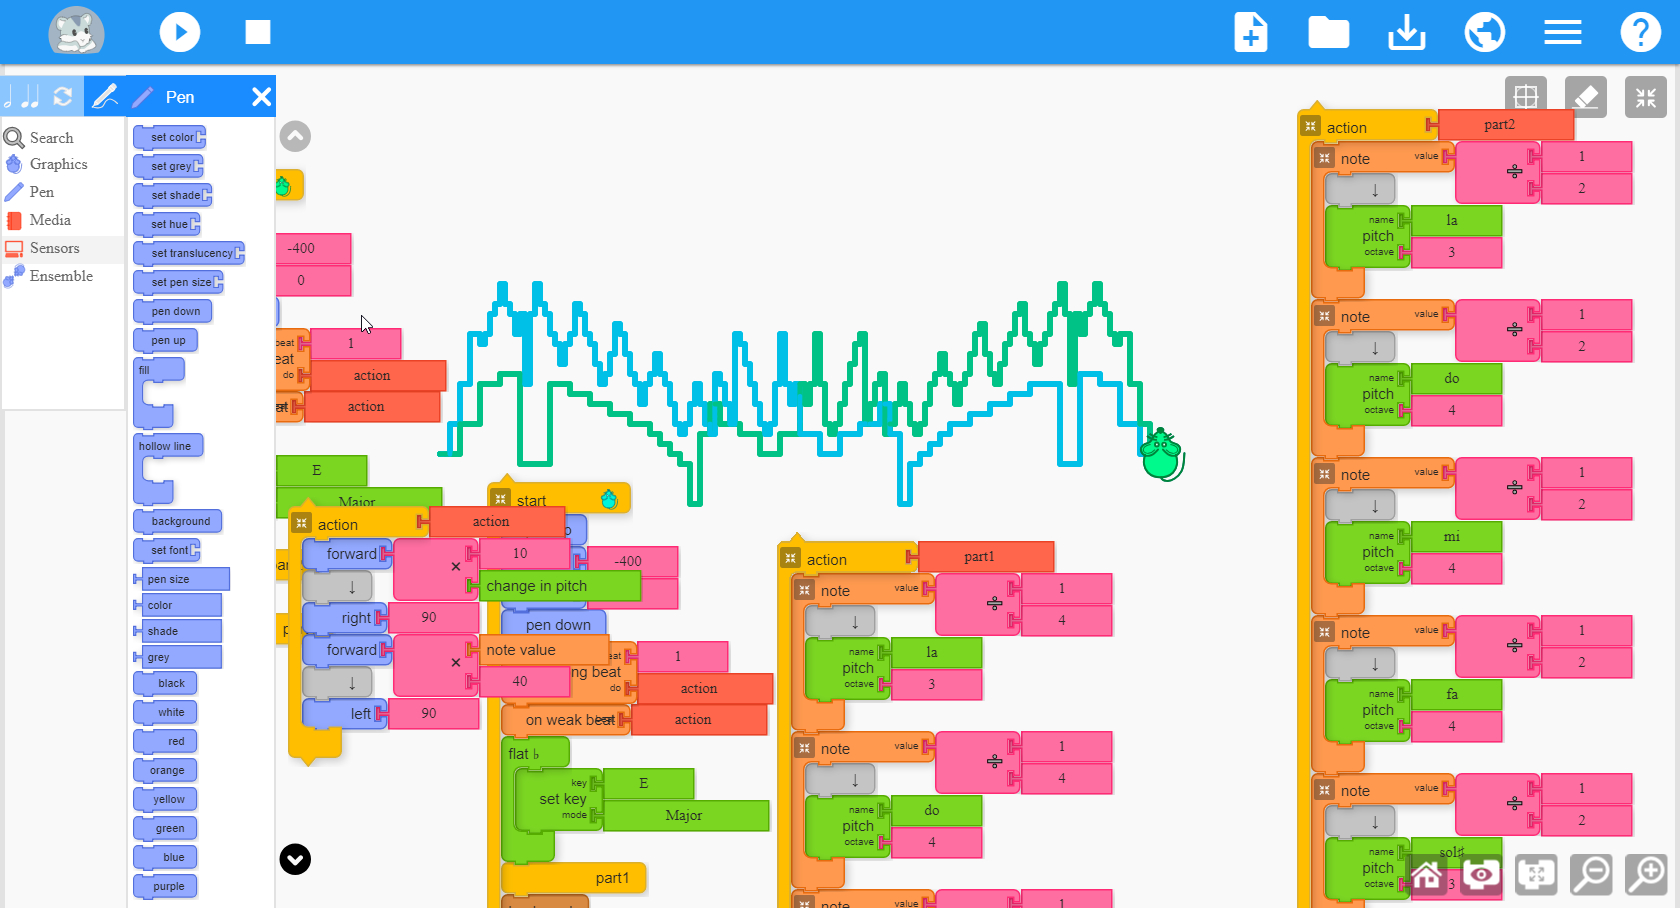 Pen
Search
Graphics
Pen
Media
Sensors
Ensemble
set color
set grey
set shade
set hue
set translucency
set pen size
pen down
pen up
fill
hollow line
background
set font
pen size
color
shade
grey
black
white
red
orange
yellow
green
blue
purple
-400
0
1
do
action
action
E
Major
action
action
forward
×
10
↓
change in pitch
right
90
forward
×
note value
↓
40
left
90
start
-400
pen down
1
ng beat
do
action
on weak beat
action
flat ♭
key
E
set key
mode
Major
part1
action
part1
note
value
÷
1
↓
4
name
la
pitch
octave
3
note
value
÷
1
↓
4
name
do
pitch
octave
4
note
value
1
action
part2
note
value
÷
1
↓
2
name
la
pitch
octave
3
note
value
÷
1
↓
2
name
do
pitch
octave
4
note
value
÷
1
↓
2
name
mi
pitch
octave
4
note
value
÷
1
↓
2
name
fa
pitch
octave
4
note
value
÷
1
↓
2
name
sol♯
pitch
octave
3